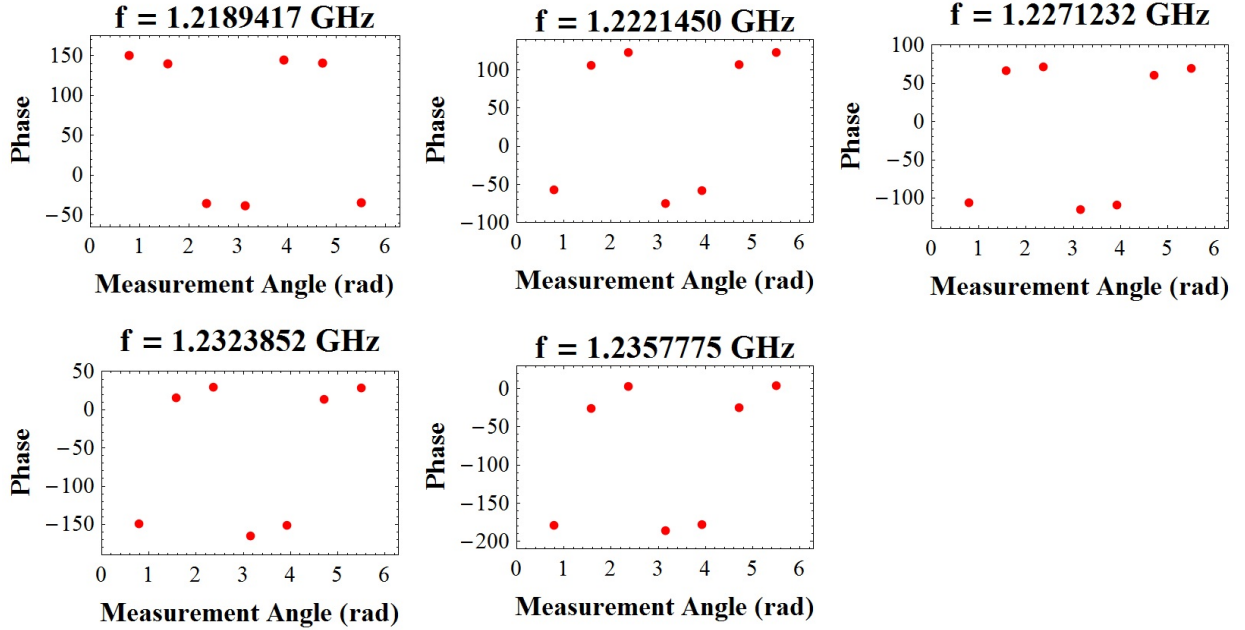 f = 1.2189417 GHz
150
100
50
0
−50
0 1 2 3 4 5 6
Phase
Measurement Angle (rad)
f = 1.2221450 GHz
100
50
0
−50
−100
0 1 2 3 4 5 6
Phase
Measurement Angle (rad)
f = 1.2271232 GHz
100
50
0
−50
−100
0 1 2 3 4 5 6
Phase
Measurement Angle (rad)
f = 1.2323852 GHz
50
0
−50
−100
−150
0 1 2 3 4 5 6
Phase
Measurement Angle (rad)
f = 1.2357775 GHz
0
−50
−100
−150
−200
0 1 2 3 4 5 6
Phase
Measurement Angle (rad)